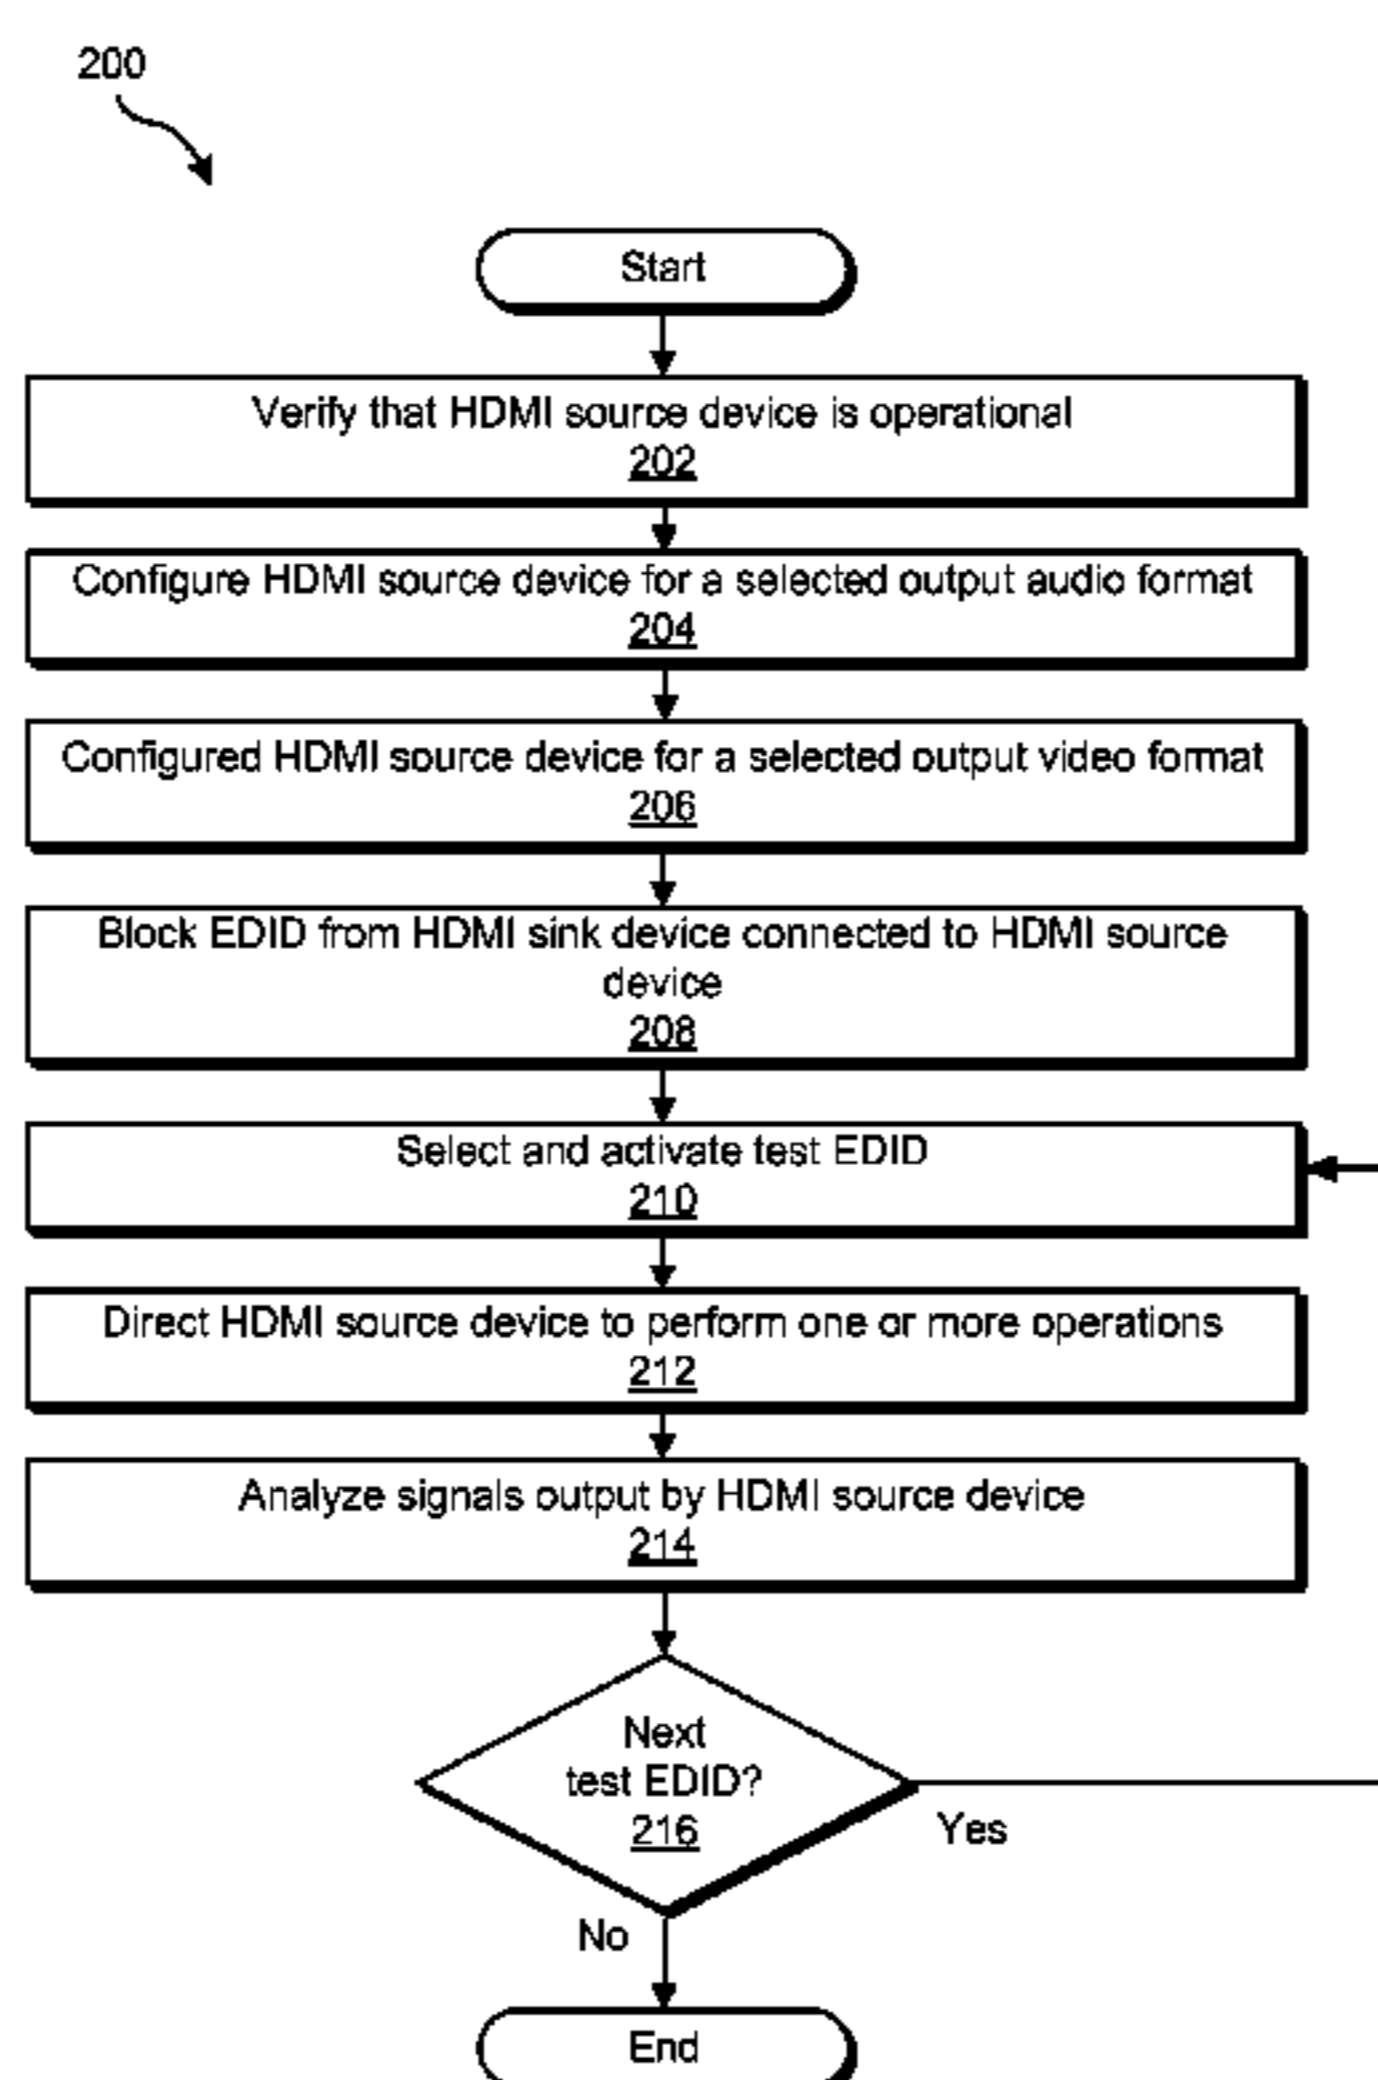 200
Start
Verify that HDMI source device is operational
202
Configure HDMI source device for a selected output audio format
204
Configured HDMI source device for a selected output video format
206
Block EDID from HDMI sink device connected to HDMI source
device
208
Select and activate test EDID
210
Direct HDMI source device to perform one or more operations
212
Analyze signals output by HDMI source device
214
Next
test EDID?
216
Yes
No
End